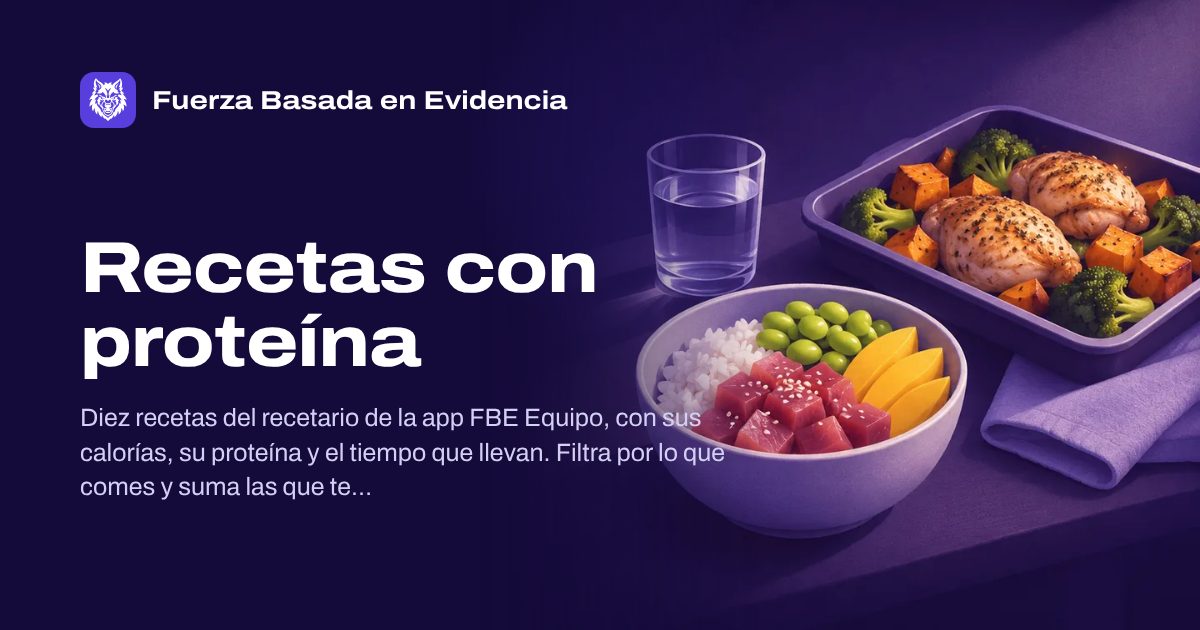 Fuerza Basada en Evidencia
Recetas con
proteína
Diez recetas del recetario de la app FBE Equipo, con sus
calorías, su proteína y el tiempo que llevan. Filtra por lo que
comes y suma las que te...